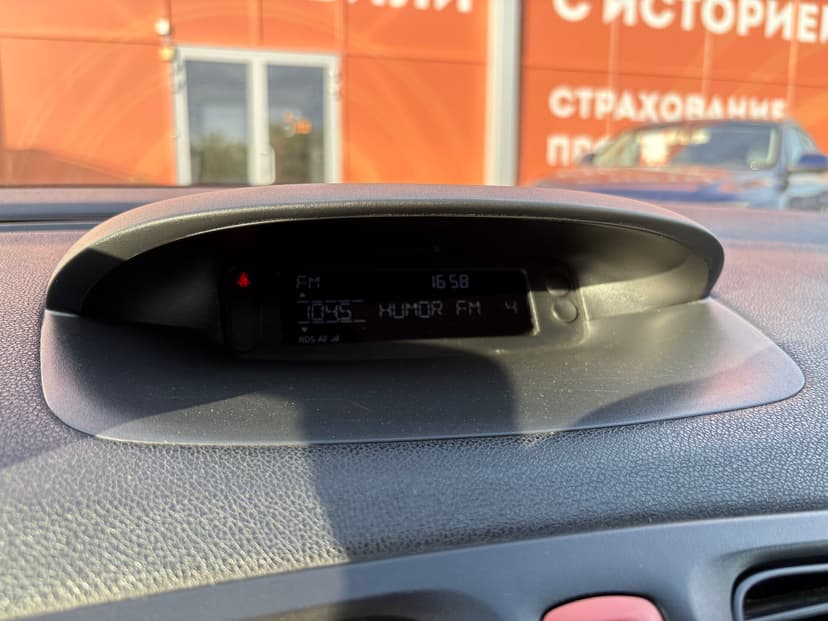 С ИСТОРИЕЙ
СТРАХОВАНИЕ
FM 16:58
104.5 HUMOR FM 4
RDS-AF